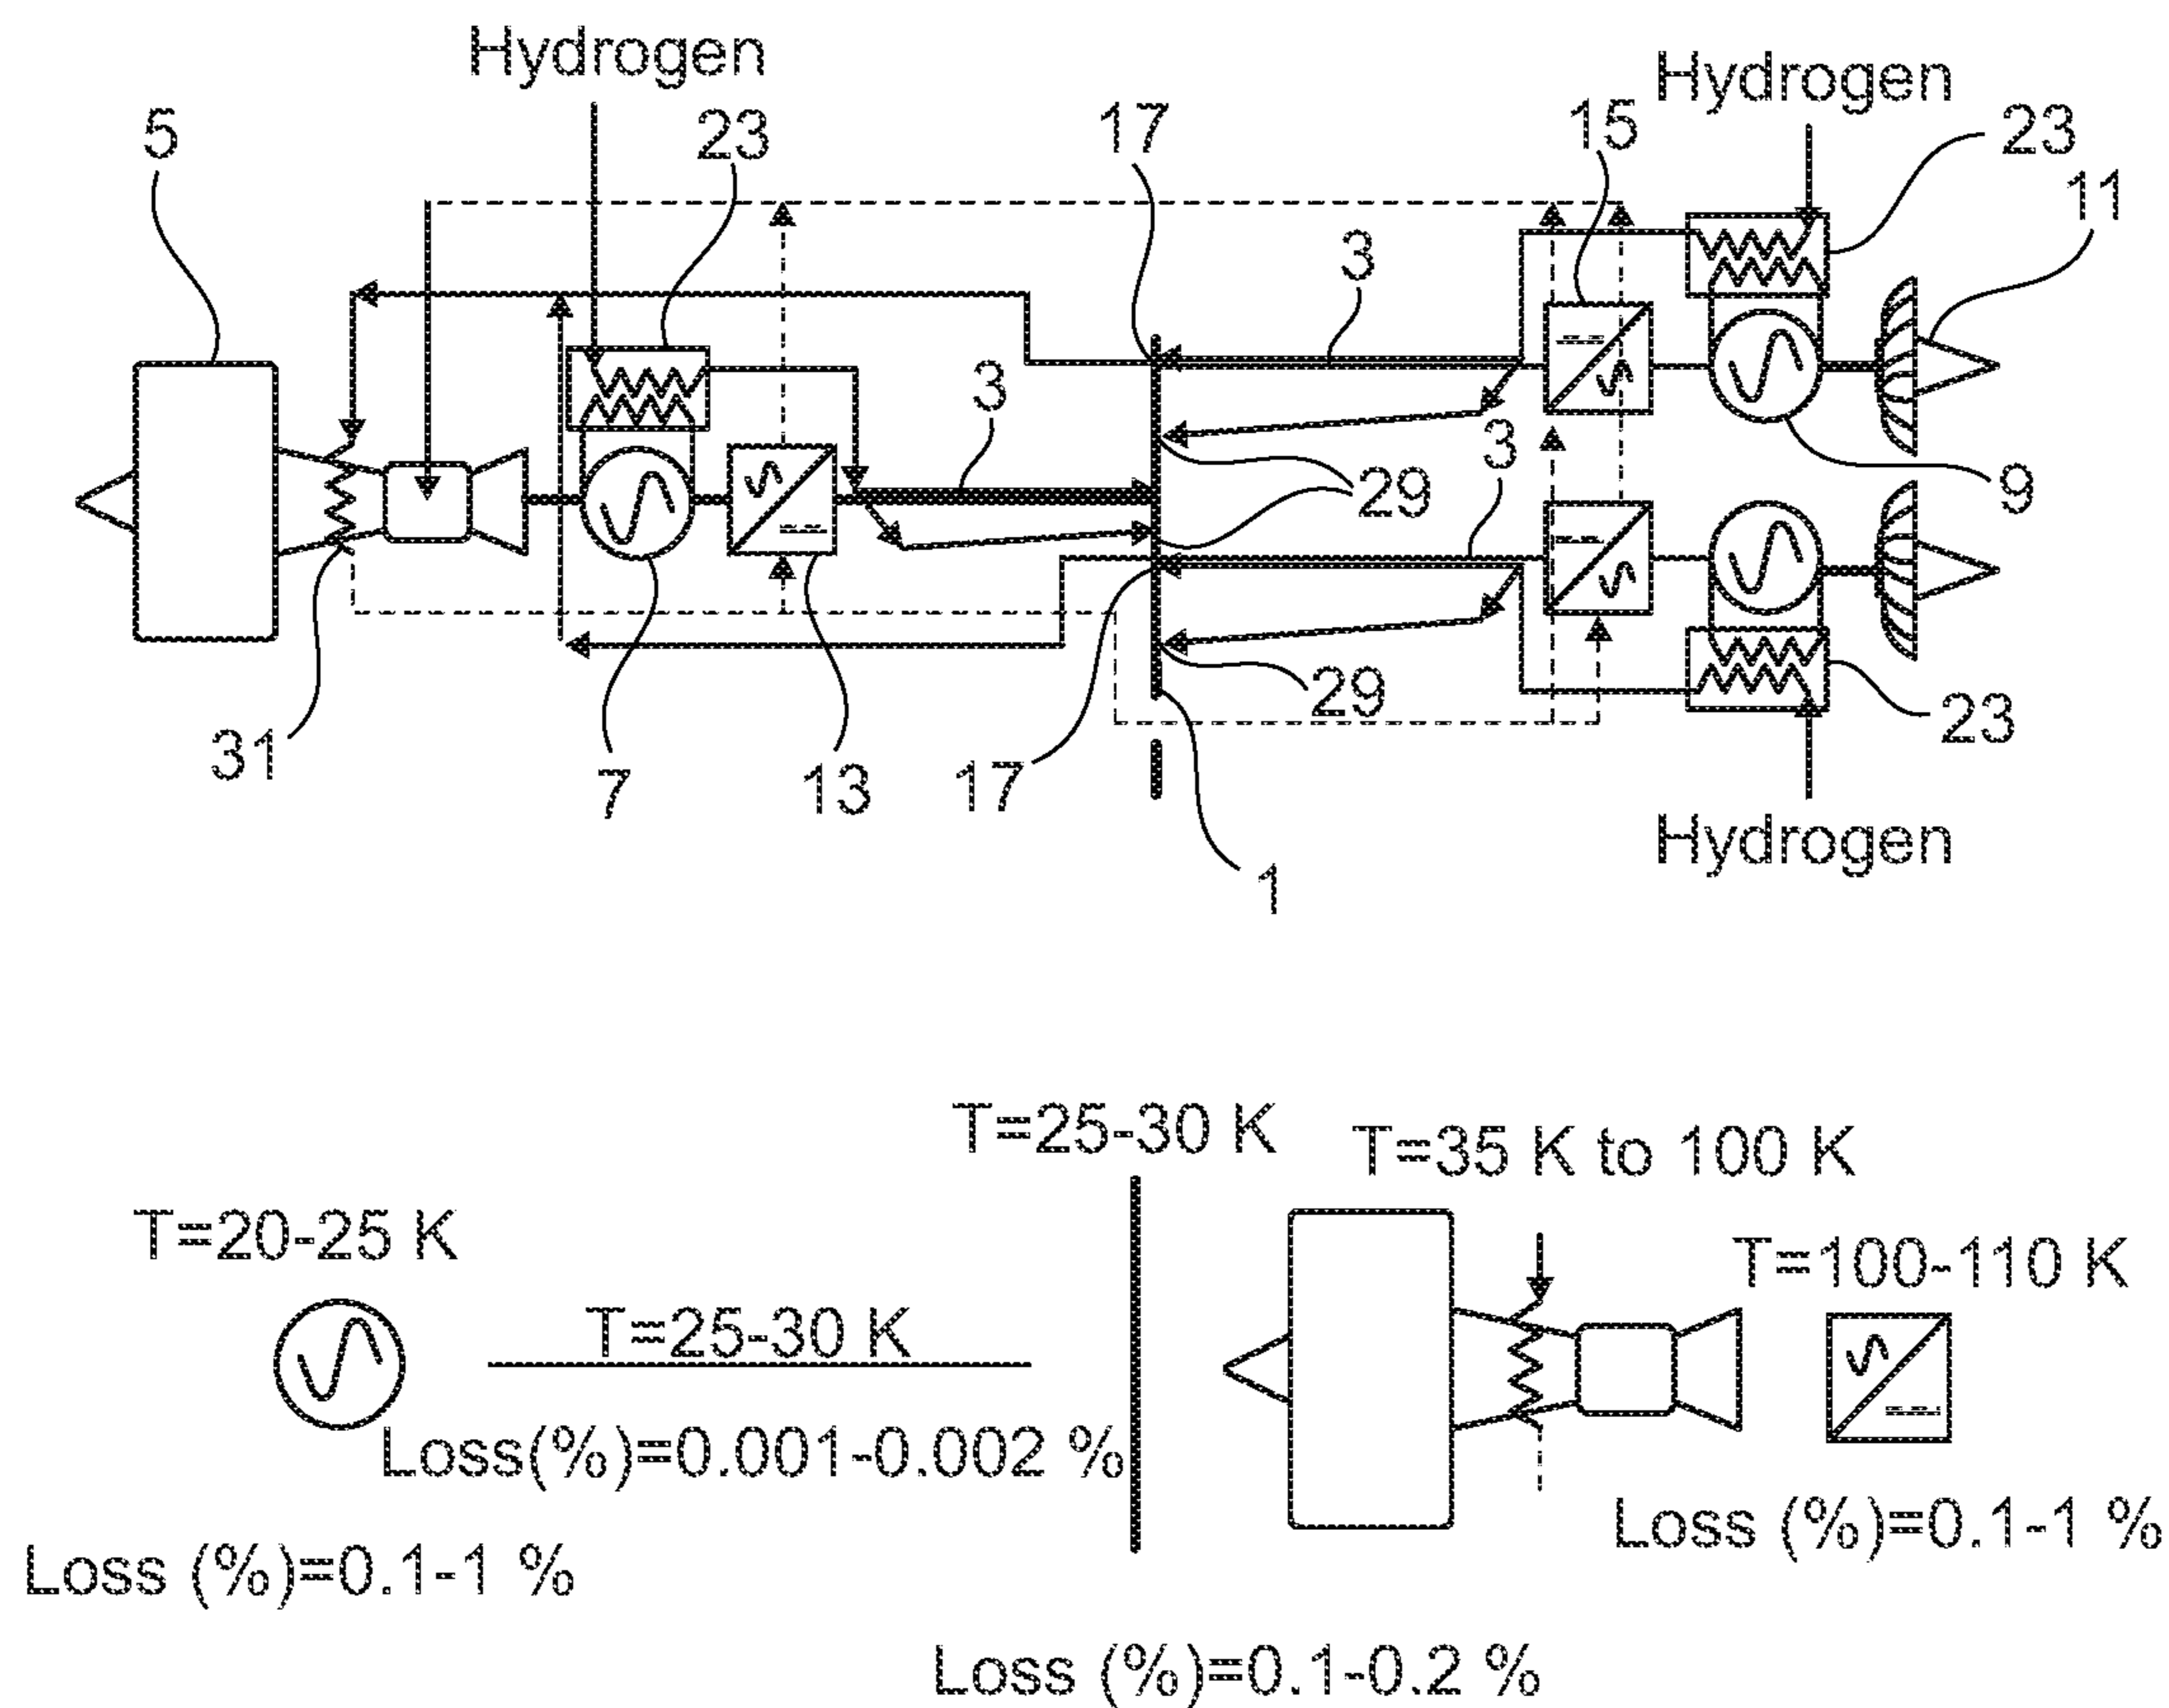 Hydrogen
Hydrogen
5
23
17
15
23
11
3
3
3
29
9
29
31
7
13
17
23
Hydrogen
1
T=25-30 K
T=35 K to 100 K
T=20-25 K
T=100-110 K
T=25-30 K
Loss(%)=0.001-0.002 %
Loss (%)=0.1-1 %
Loss (%)=0.1-1 %
Loss (%)=0.1-0.2 %